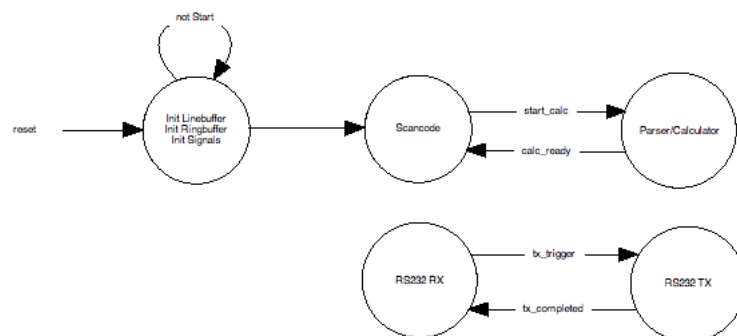 not Start
Init Linebuffer
Init Ringbuffer
Init Signals
reset
Scancode
start_calc
calc_ready
Parser/Calculator
RS232 RX
tx_trigger
tx_completed
RS232 TX